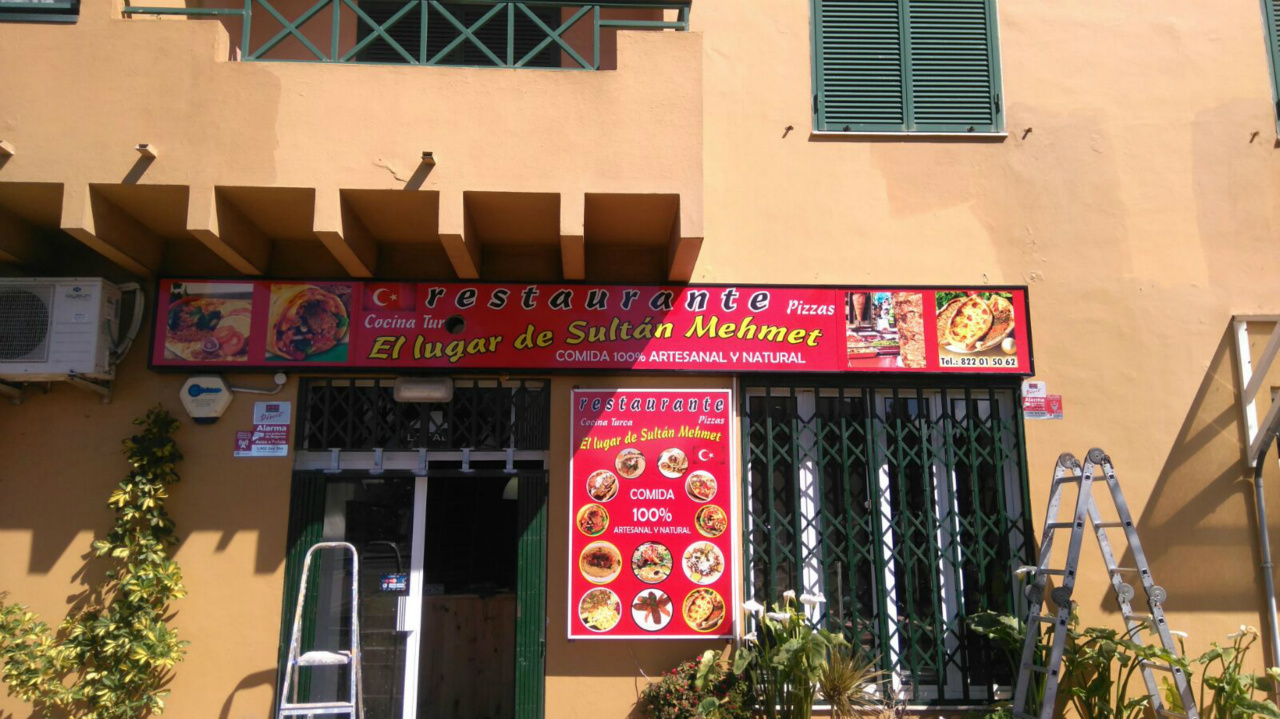 restaurante
Cocina Tur
Pizzas
El lugar de Sultán Mehmet
COMIDA 100% ARTESANAL Y NATURAL
Tel.: 822 01 50 62
Alarma
restaurante
Cocina Turca
Pizzas
El lugar de Sultán Mehmet
COMIDA
100%
ARTESANAL Y NATURAL
Alarma